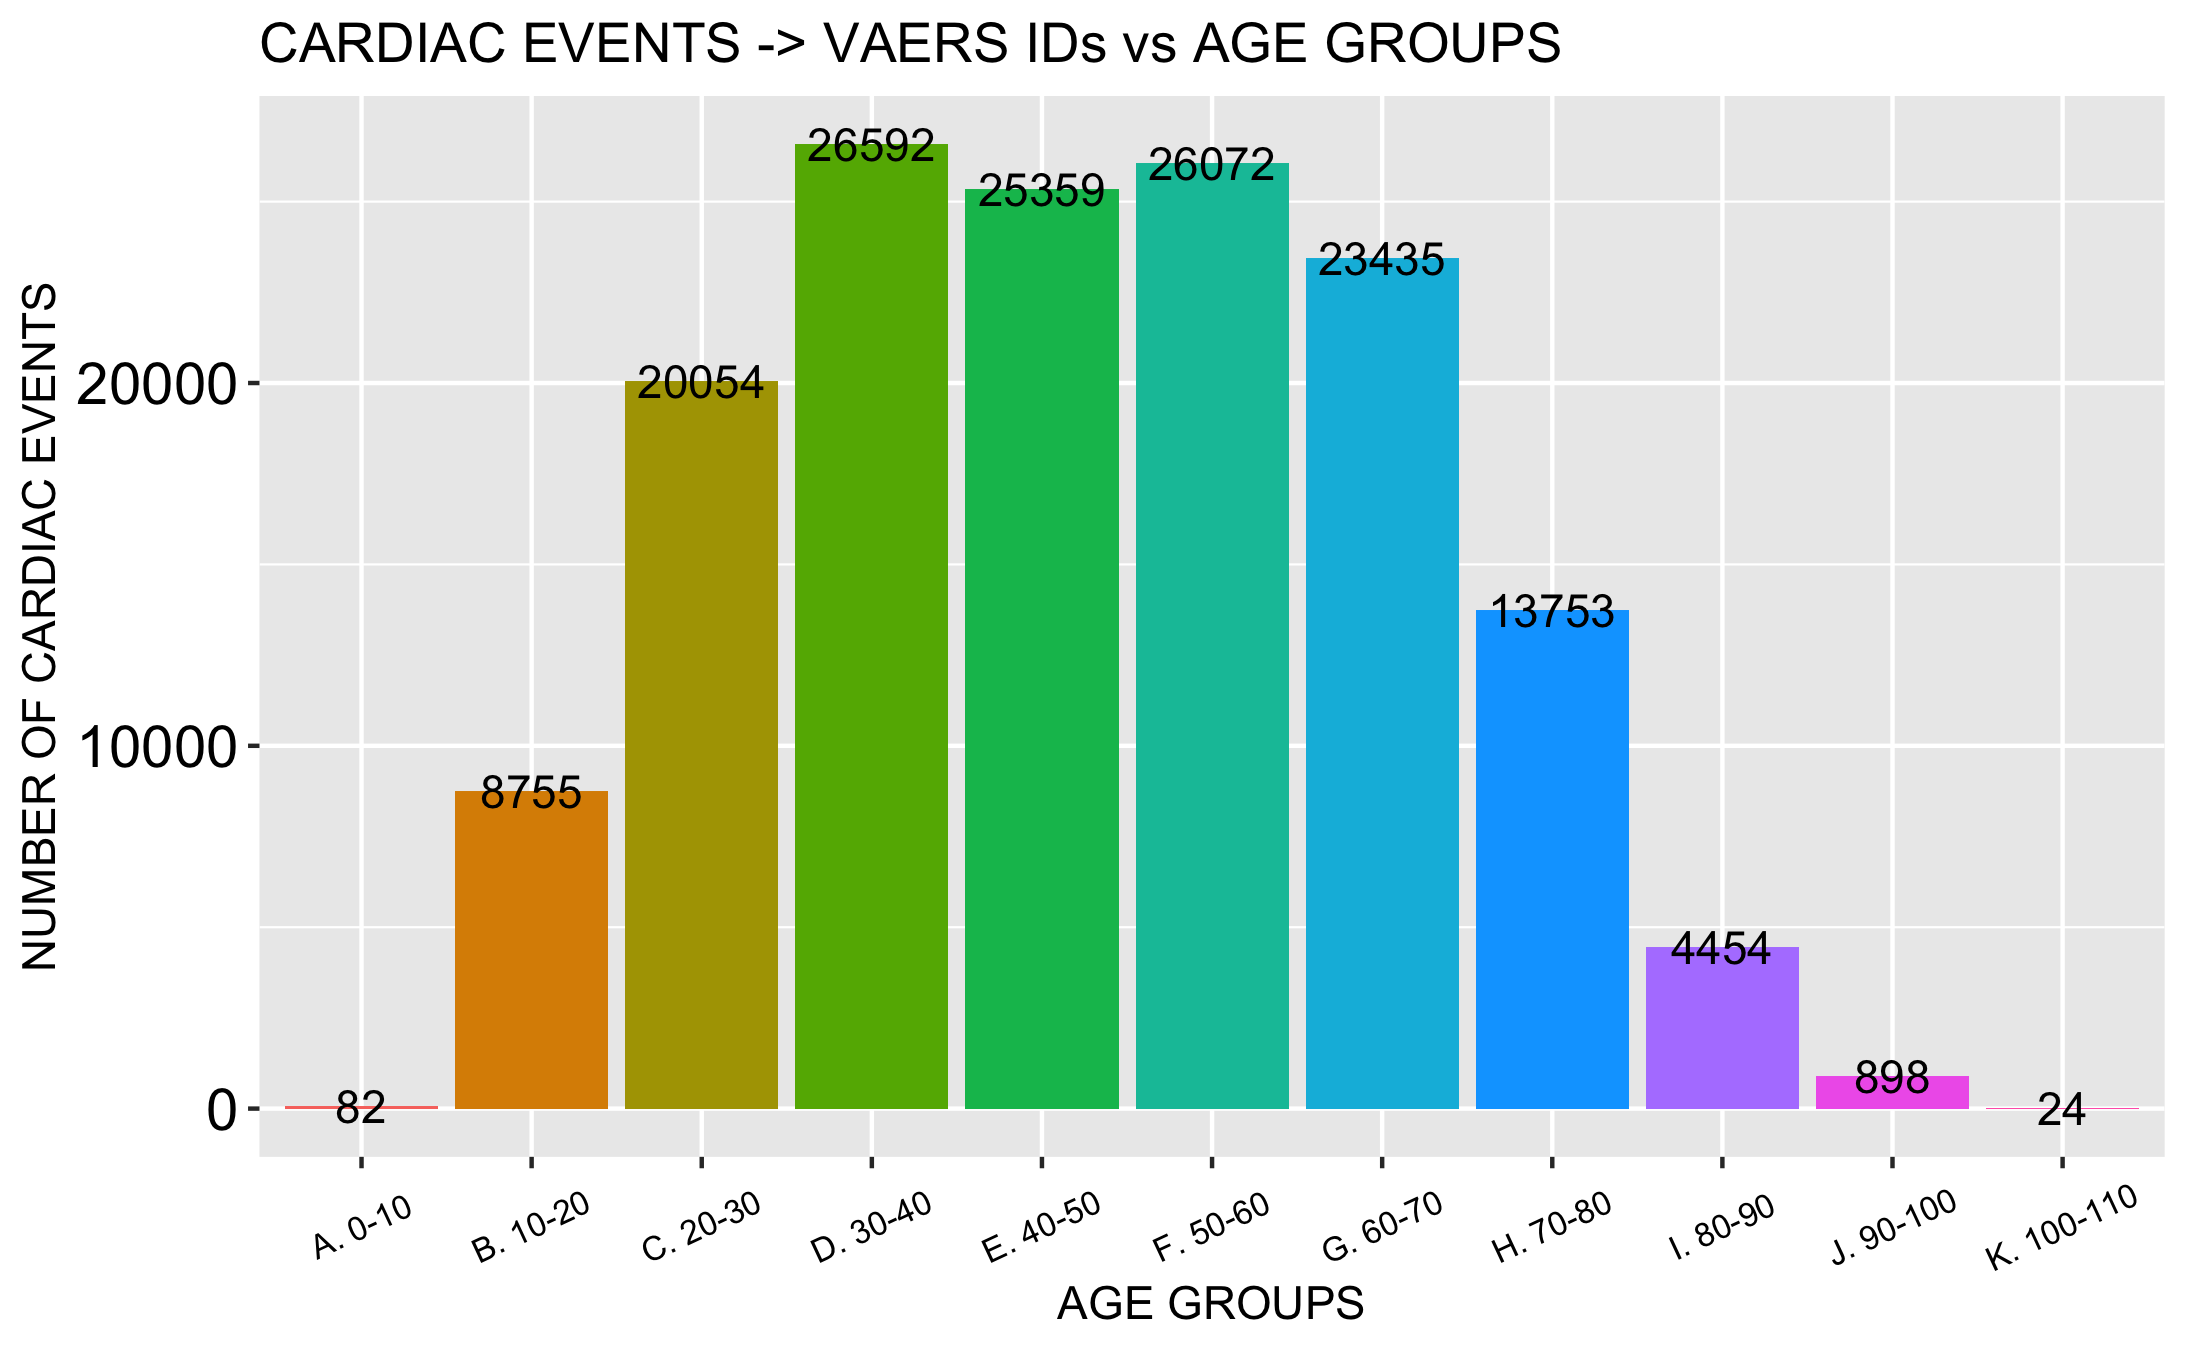 CARDIAC EVENTS -> VAERS IDs vs AGE GROUPS
NUMBER OF CARDIAC EVENTS
20000
10000
0
82
8755
20054
26592
25359
26072
23435
13753
4454
898
24
A. 0-10
B. 10-20
C. 20-30
D. 30-40
E. 40-50
F. 50-60
G. 60-70
H. 70-80
I. 80-90
J. 90-100
K. 100-110
AGE GROUPS